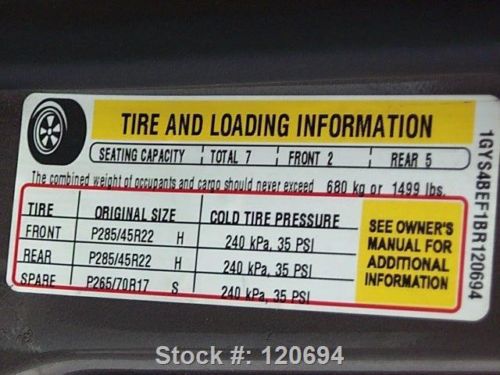 TIRE AND LOADING INFORMATION
SEATING CAPACITY TOTAL 7 FRONT 2 REAR 5
The combined weight of occupants and cargo should never exceed 680 kg or 1499 lbs.
TIRE ORIGINAL SIZE COLD TIRE PRESSURE
FRONT P285/45R22 H 240 kPa, 35 PSI
REAR P285/45R22 H 240 kPa, 35 PSI
SPARE P265/70R17 S 240 kPa, 35 PSI
SEE OWNER'S
MANUAL FOR
ADDITIONAL
INFORMATION
1GYS4BEF1BR120694
Stock #: 120694